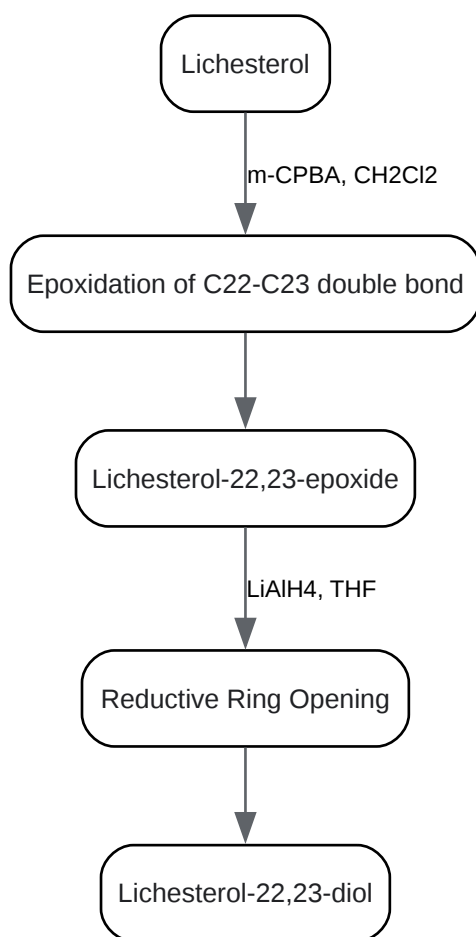 Lichesterol
m-CPBA, CH2Cl2
Epoxidation of C22-C23 double bond
Lichesterol-22,23-epoxide
LiAlH4, THF
Reductive Ring Opening
Lichesterol-22,23-diol